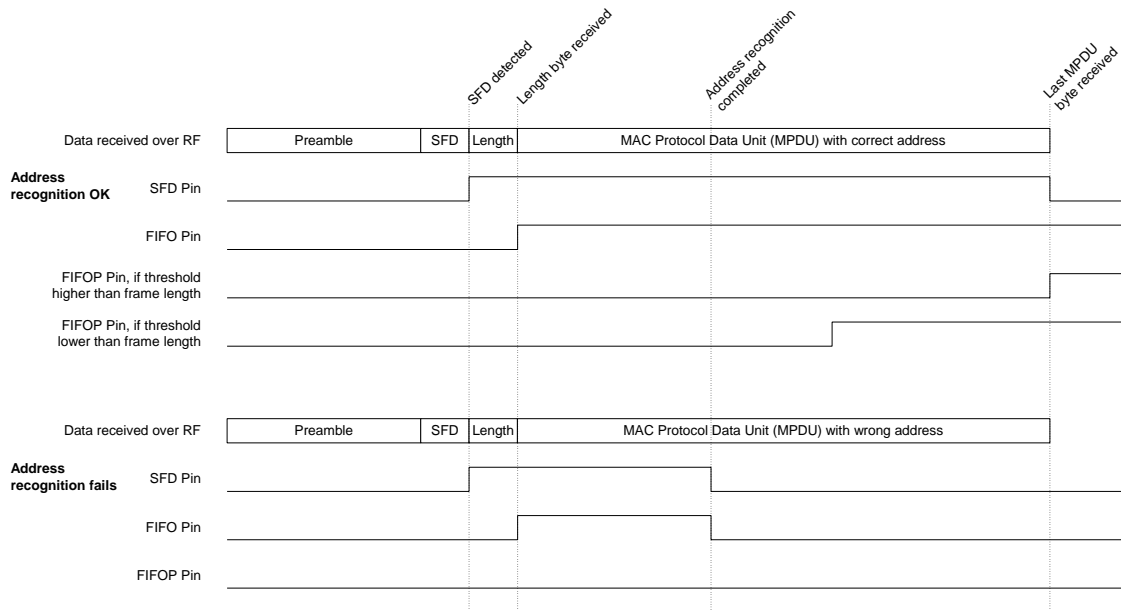 SFD detected
Length byte received
Address recognition
completed
Last MPDU
byte received
Data received over RF
Preamble
SFD
Length
MAC Protocol Data Unit (MPDU) with correct address
Address
recognition OK
SFD Pin
FIFO Pin
FIFOP Pin, if threshold
higher than frame length
FIFOP Pin, if threshold
lower than frame length
Data received over RF
Preamble
SFD
Length
MAC Protocol Data Unit (MPDU) with wrong address
Address
recognition fails
SFD Pin
FIFO Pin
FIFOP Pin